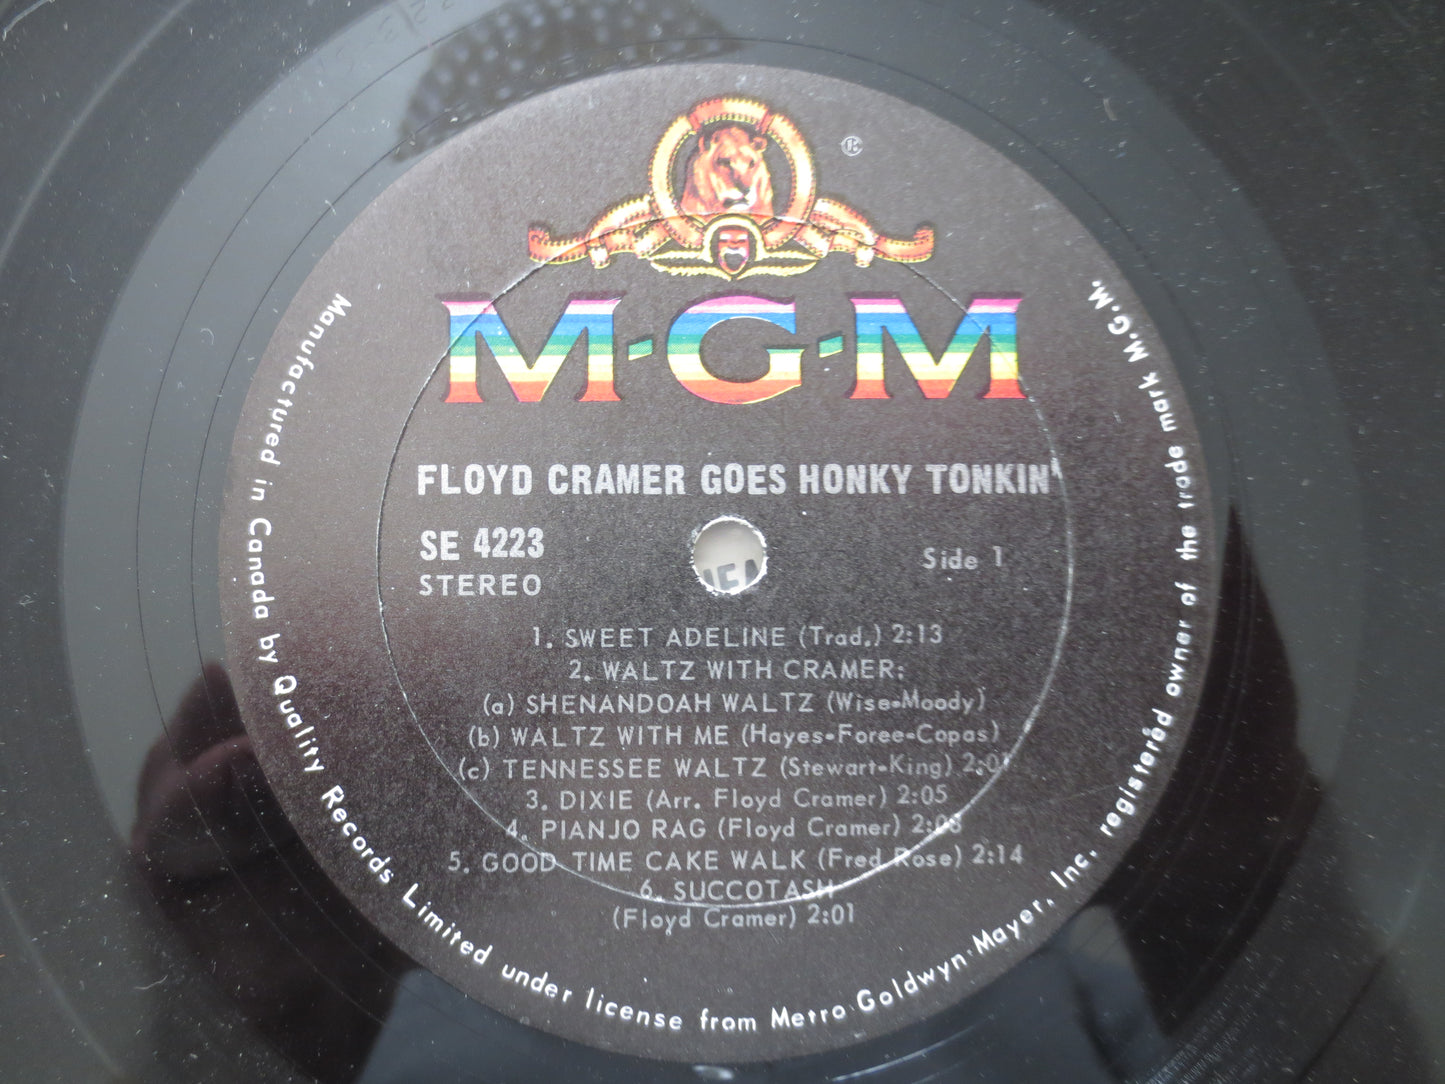 ®
M·G·M
FLOYD CRAMER GOES HONKY TONKIN'
SE 4223
STEREO
Side 1
1. SWEET ADELINE (Trad.) 2:13
2. WALTZ WITH CRAMER:
(a) SHENANDOAH WALTZ (Wise-Moody)
(b) WALTZ WITH ME (Hayes-Foree-Copas)
(c) TENNESSEE WALTZ (Stewart-King)
3. DIXIE (Arr. Floyd Cramer) 2:05
4. PIANJO RAG (Floyd Cramer) 2:08
5. GOOD TIME CAKE WALK (Fred Rose) 2:14
6. SUCCOTASH
(Floyd Cramer) 2:01
Manufactured in Canada by Quality Records Limited under license from Metro-Goldwyn-Mayer, Inc. registered owner of the trade mark M.G.M.